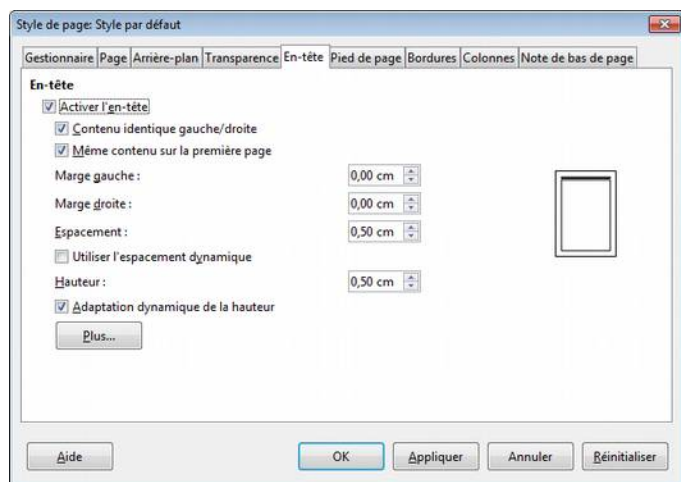 Style de page: Style par défaut
Gestionnaire Page Arrière-plan Transparence En-tête Pied de page Bordures Colonnes Note de bas de page
En-tête
Activer l'en-tête
Contenu identique gauche/droite
Même contenu sur la première page
Marge gauche : 0,00 cm
Marge droite : 0,00 cm
Espacement : 0,50 cm
Utiliser l'espacement dynamique
Hauteur : 0,50 cm
Adaptation dynamique de la hauteur
Plus...
Aide OK Appliquer Annuler Réinitialiser